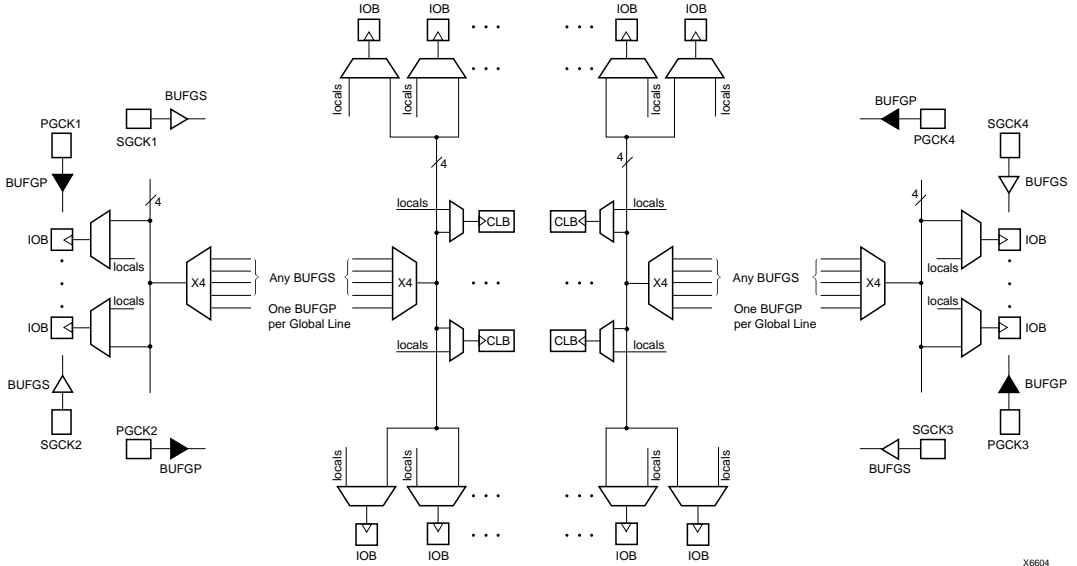 IOB IOB IOB IOB
locals locals locals locals
PGCK1
SGCK1
BUFGS
BUFGP
4
IOB
locals
locals
IOB
BUFGS
SGCK2
PGCK2
BUFGP
X4
Any BUFGS
One BUFGP
per Global Line
X4
4
locals
CLB
CLB
locals
4
locals
CLB
CLB
locals
X4
Any BUFGS
One BUFGP
per Global Line
X4
BUFGP
PGCK4
SGCK4
BUFGS
4
IOB
locals
locals
IOB
BUFGP
PGCK3
SGCK3
BUFGS
locals locals locals locals
IOB IOB IOB IOB
X6604